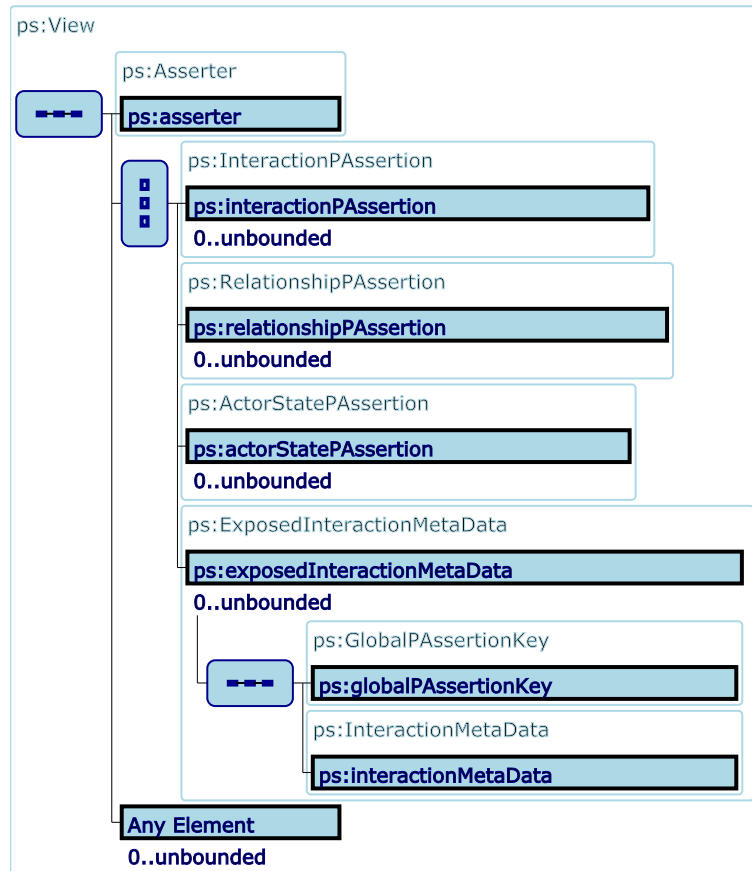 ps:View
ps:Asserter
ps:asserter
ps:InteractionPAssertion
ps:interactionPAssertion
0..unbounded
ps:RelationshipPAssertion
ps:relationshipPAssertion
0..unbounded
ps:ActorStatePAssertion
ps:actorStatePAssertion
0..unbounded
ps:ExposedInteractionMetaData
ps:exposedInteractionMetaData
0..unbounded
ps:GlobalPAssertionKey
ps:globalPAssertionKey
ps:InteractionMetaData
ps:interactionMetaData
Any Element
0..unbounded